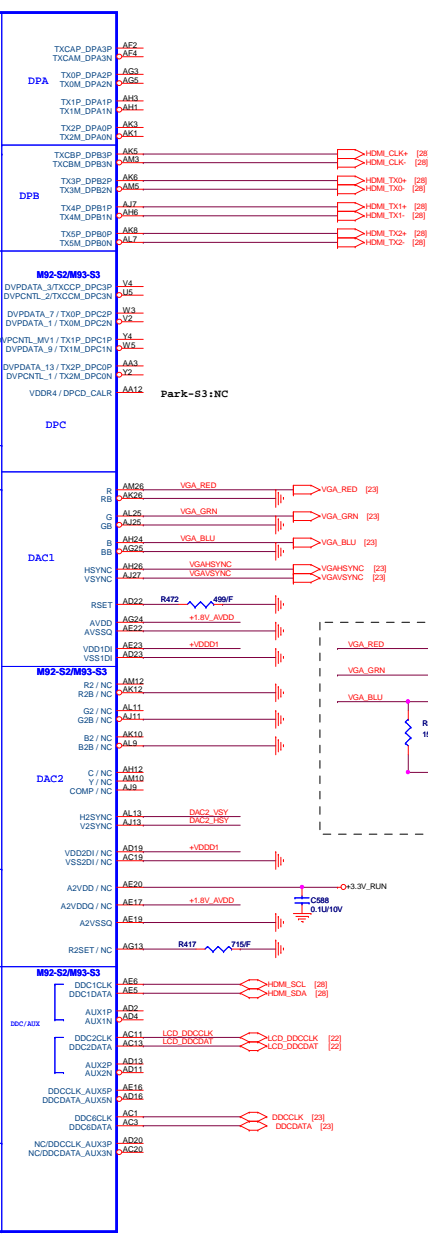 TXCAP_DPA3P AF2
TXCAM_DPA3N AF4
DPA
TX0P_DPA2P AG3
TX0M_DPA2N AG5
TX1P_DPA1P AH3
TX1M_DPA1N AH1
TX2P_DPA0P AK3
TX2M_DPA0N AK1
TXCBP_DPB3P AK5 HDMI_CLK+ [28]
TXCBM_DPB3N AM3 HDMI_CLK- [28]
DPB
TX3P_DPB2P AK6 HDMI_TX0+ [28]
TX3M_DPB2N AM5 HDMI_TX0- [28]
TX4P_DPB1P AJ7 HDMI_TX1+ [28]
TX4M_DPB1N AH6 HDMI_TX1- [28]
TX5P_DPB0P AK8 HDMI_TX2+ [28]
TX5M_DPB0N AL7 HDMI_TX2- [28]
M92-S2/M93-S3
DVPDATA_3/TXCCP_DPC3P V4
DVPCNTL_2/TXCCM_DPC3N U5
DVPDATA_7 / TX0P_DPC2P W3
DVPDATA_1 / TX0M_DPC2N V2
VPCNTL_MV1 / TX1P_DPC1P Y4
DVPDATA_9 / TX1M_DPC1N W5
DVPDATA_13 / TX2P_DPC0P AA3
DVPCNTL_1 / TX2M_DPC0N Y2
VDDR4 / DPCD_CALR AA12 Park-S3:NC
DPC
R AM26 VGA_RED VGA_RED [23]
RB AK26
G AL25 VGA_GRN VGA_GRN [23]
GB AJ25
B AH24 VGA_BLU VGA_BLU [23]
BB AG25
DAC1
HSYNC AH26 VGAHSYNC VGAHSYNC [23]
VSYNC AJ27 VGAVSYNC VGAVSYNC [23]
RSET AD22 R472 499/F
AVDD AG24 +1.8V_AVDD
AVSSQ AE22
VDD1DI AE23 +VDDD1
VSS1DI AD23
VGA_RED
VGA_GRN
VGA_BLU
M92-S2/M93-S3
R2 / NC AM12
R2B / NC AK12
G2 / NC AL11
G2B / NC AJ11
B2 / NC AK10
B2B / NC AL9
DAC2
C / NC AH12
Y / NC AM10
COMP / NC AJ9
H2SYNC AL13 DAC2_VSY
V2SYNC AJ13 DAC2_HSY
VDD2DI / NC AD19 +VDDD1
VSS2DI / NC AC19
A2VDD / NC AE20 +3.3V_RUN
C588
0.1U/10V
A2VDDQ / NC AE17 +1.8V_AVDD
A2VSSQ AE19
R2SET / NC AG13 R417 715/F
M92-S2/M93-S3
DDC1CLK AE6 HDMI_SCL [28]
DDC1DATA AE5 HDMI_SDA [28]
AUX1P AD2
AUX1N AD4
DDC/AUX
DDC2CLK AC11 LCD_DDCCLK LCD_DDCCLK [22]
DDC2DATA AC13 LCD_DDCDAT LCD_DDCDAT [22]
AUX2P AD13
AUX2N AD11
DDCCLK_AUX5P AE16
DDCDATA_AUX5N AD16
DDC6CLK AC1 DDCCLK [23]
DDC6DATA AC3 DDCDATA [23]
NC/DDCCLK_AUX3P AD20
NC/DDCDATA_AUX3N AC20